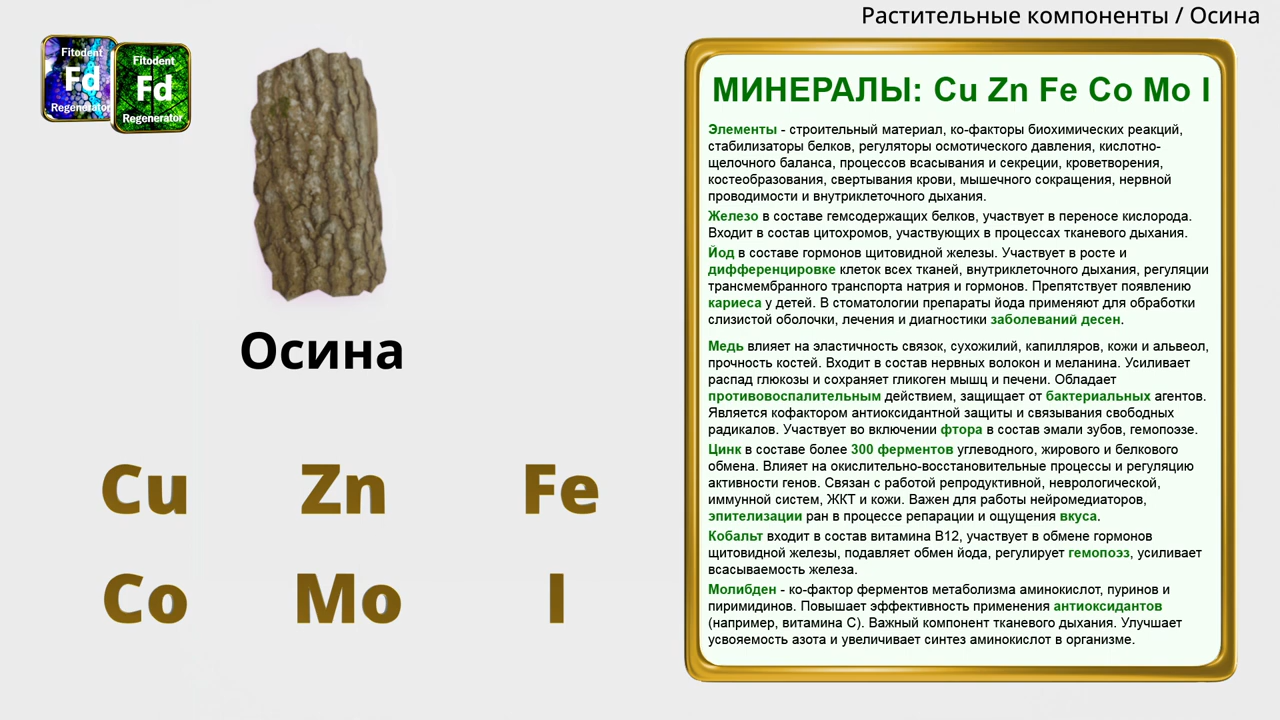 Растительные компоненты / Осина
Fitodent
Fd
Regenerator
Fitodent
Fd
Regenerator
Осина
Cu Zn Fe
Co Mo I
МИНЕРАЛЫ: Cu Zn Fe Co Mo I
Элементы - строительный материал, ко-факторы биохимических реакций,
стабилизаторы белков, регуляторы осмотического давления, кислотно-
щелочного баланса, процессов всасывания и секреции, кроветворения,
костеобразования, свертывания крови, мышечного сокращения, нервной
проводимости и внутриклеточного дыхания.
Железо в составе гемсодержащих белков, участвует в переносе кислорода.
Входит в состав цитохромов, участвующих в процессах тканевого дыхания.
Йод в составе гормонов щитовидной железы. Участвует в росте и
дифференцировке клеток всех тканей, внутриклеточного дыхания, регуляции
трансмембранного транспорта натрия и гормонов. Препятствует появлению
кариеса у детей. В стоматологии препараты йода применяют для обработки
слизистой оболочки, лечения и диагностики заболеваний десен.
Медь влияет на эластичность связок, сухожилий, капилляров, кожи и альвеол,
прочность костей. Входит в состав нервных волокон и меланина. Усиливает
распад глюкозы и сохраняет гликоген мышц и печени. Обладает
противовоспалительным действием, защищает от бактериальных агентов.
Является кофактором антиоксидантной защиты и связывания свободных
радикалов. Участвует во включении фтора в состав эмали зубов, гемопоэзе.
Цинк в составе более 300 ферментов углеводного, жирового и белкового
обмена. Влияет на окислительно-восстановительные процессы и регуляцию
активности генов. Связан с работой репродуктивной, неврологической,
иммунной систем, ЖКТ и кожи. Важен для работы нейромедиаторов,
эпителизации ран в процессе репарации и ощущения вкуса.
Кобальт входит в состав витамина В12, участвует в обмене гормонов
щитовидной железы, подавляет обмен йода, регулирует гемопоэз, усиливает
всасываемость железа.
Молибден - ко-фактор ферментов метаболизма аминокислот, пуринов и
пиримидинов. Повышает эффективность применения антиоксидантов
(например, витамина С). Важный компонент тканевого дыхания. Улучшает
усвояемость азота и увеличивает синтез аминокислот в организме.